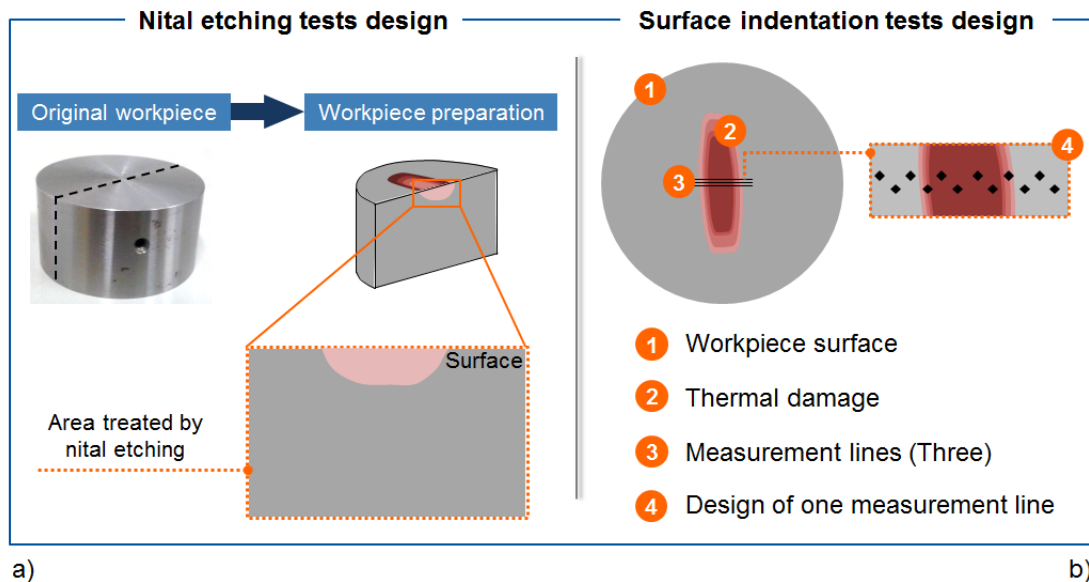 Nital etching tests design
Surface indentation tests design
Original workpiece
Workpiece preparation
Surface
Area treated by
nital etching
1
2
3
4
1 Workpiece surface
2 Thermal damage
3 Measurement lines (Three)
4 Design of one measurement line
a)
b)